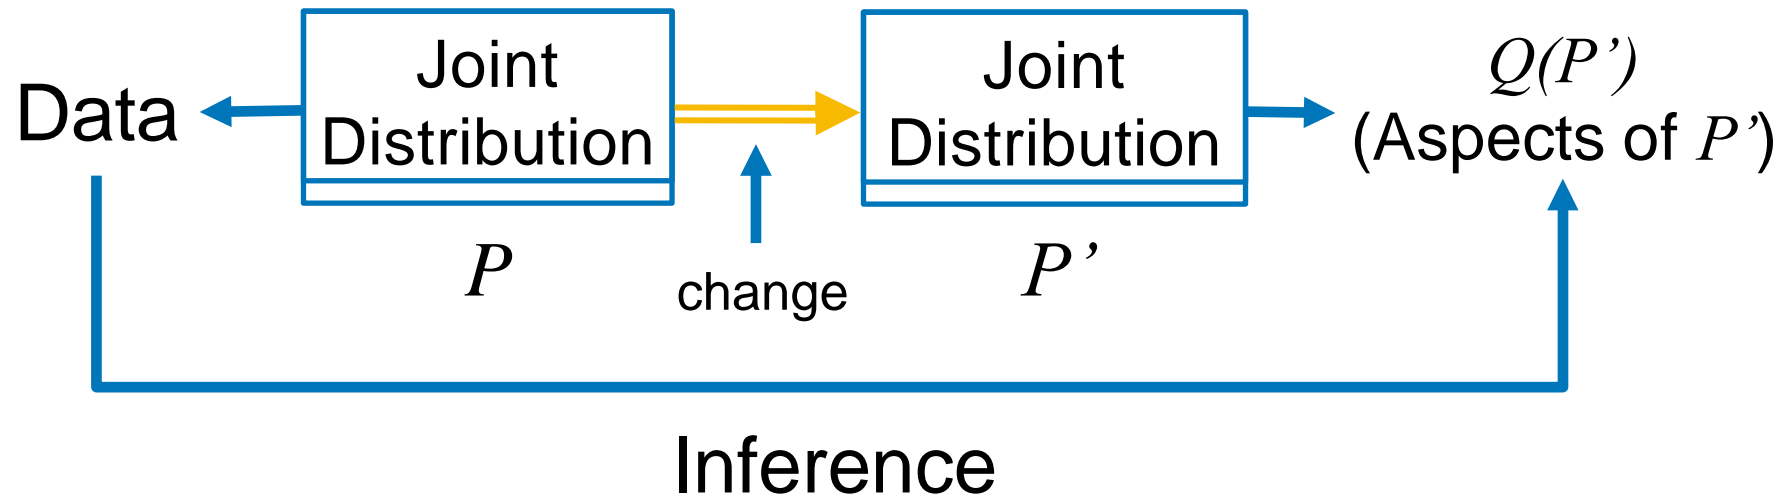 Data
Joint
Distribution
P
change
Joint
Distribution
P’
Q(P’)
(Aspects of P’)
Inference